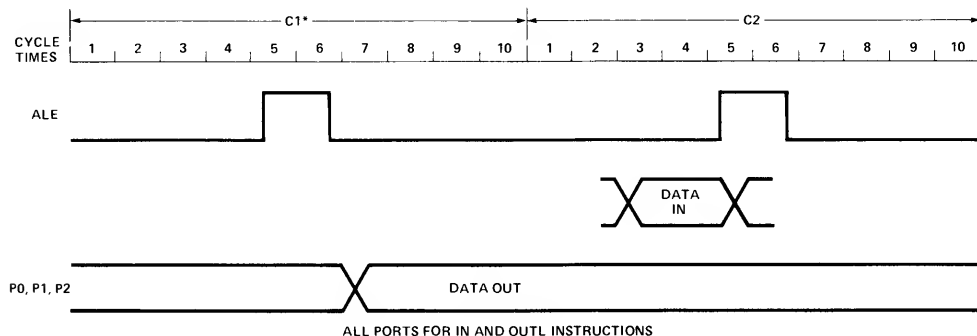 C1* C2
CYCLE TIMES 1 2 3 4 5 6 7 8 9 10 1 2 3 4 5 6 7 8 9 10
ALE
DATA
IN
P0, P1, P2 DATA OUT
ALL PORTS FOR IN AND OUTL INSTRUCTIONS